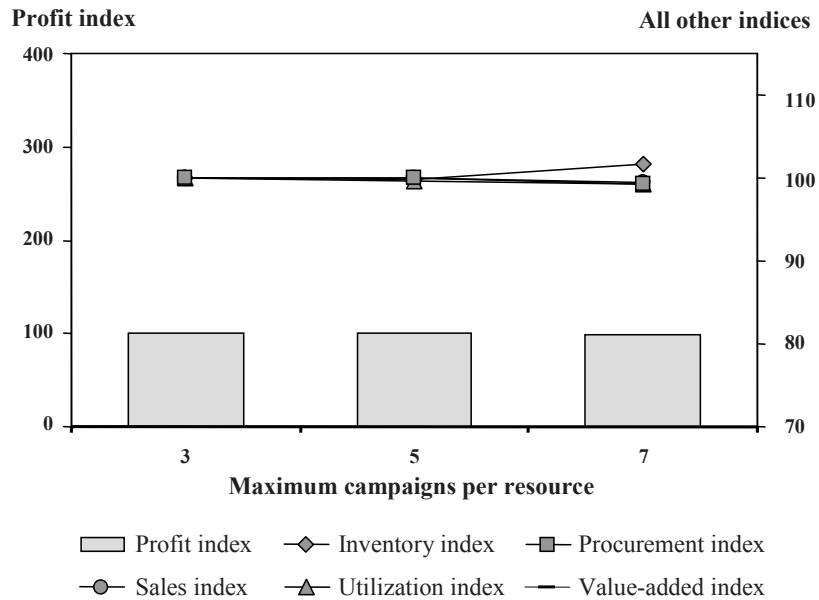 Profit index
All other indices
400
300
200
100
0
110
100
90
80
70
3 5 7
Maximum campaigns per resource
Profit index Inventory index Procurement index
Sales index Utilization index Value-added index